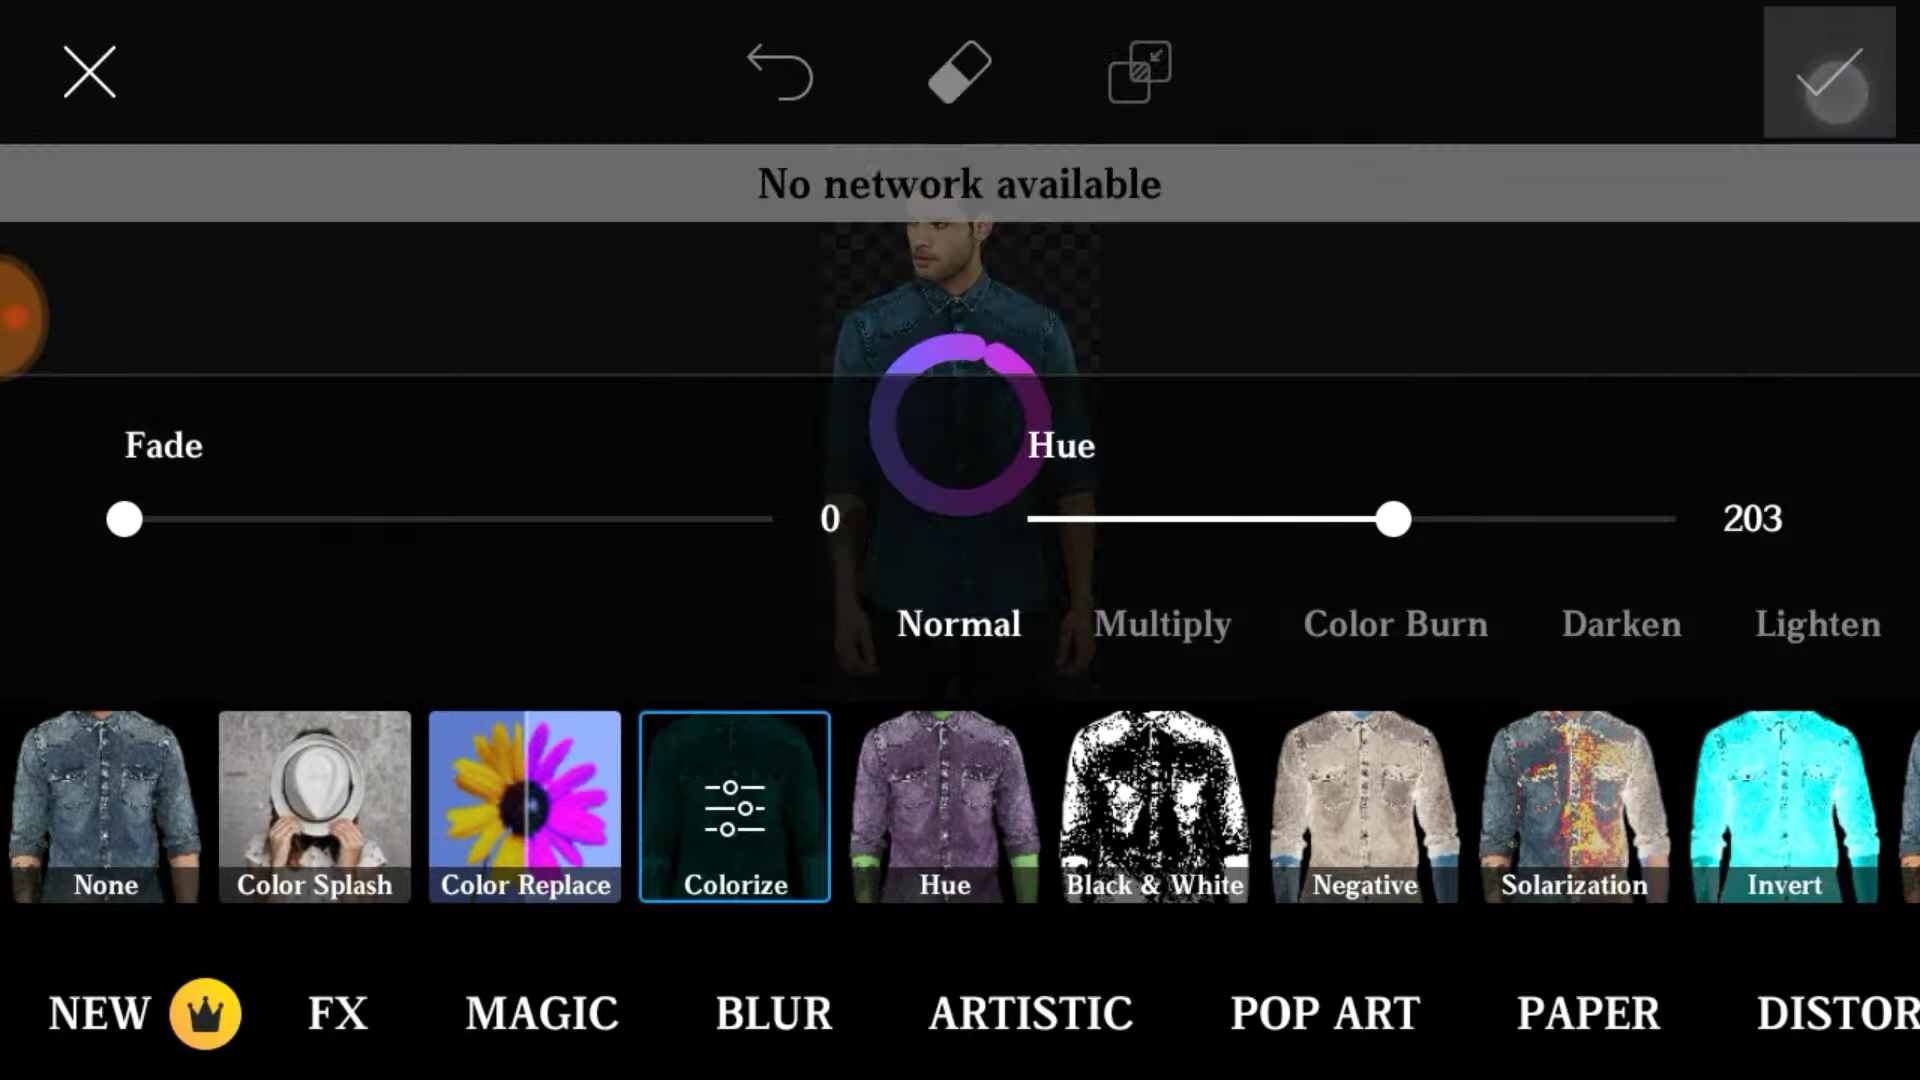 No network available
Fade
0
Hue
203
Normal Multiply Color Burn Darken Lighten
None Color Splash Color Replace Colorize Hue Black & White Negative Solarization Invert
NEW FX MAGIC BLUR ARTISTIC POP ART PAPER DISTOR